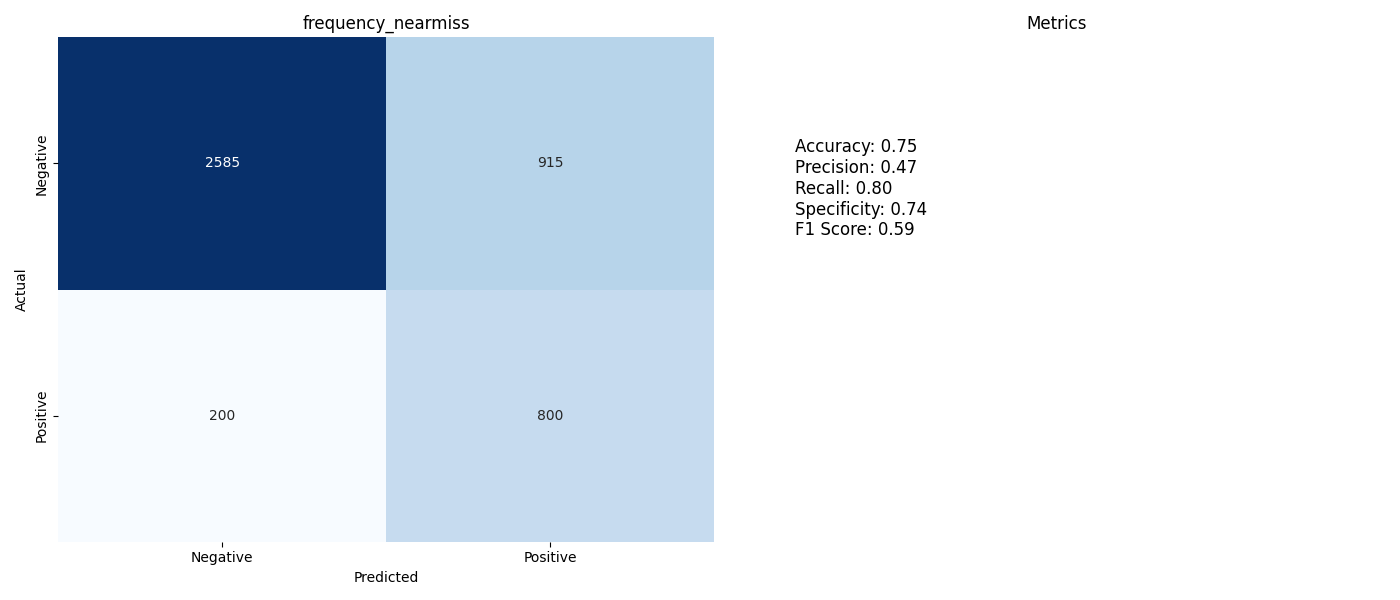 frequency_nearmiss
Metrics
Negative
2585
915
Accuracy: 0.75
Precision: 0.47
Recall: 0.80
Specificity: 0.74
F1 Score: 0.59
Actual
Positive
200
800
Negative
Positive
Predicted